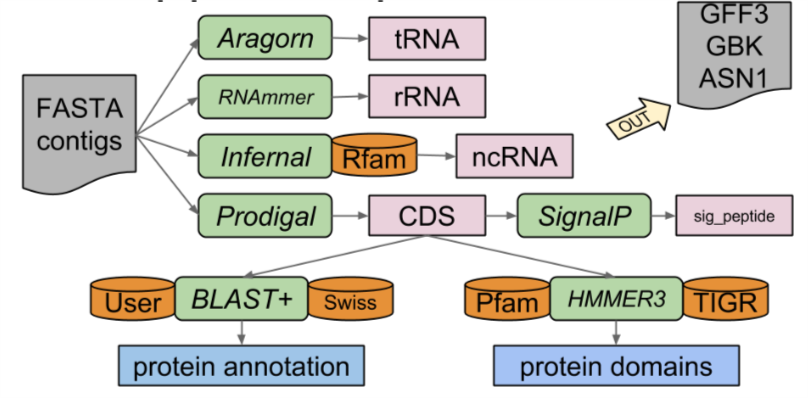 FASTA
contigs
Aragorn
tRNA
RNAmmer
rRNA
Infernal
Rfam
ncRNA
Prodigal
CDS
SignalP
sig_peptide
GFF3
GBK
ASN1
OUT
User
BLAST+
Swiss
Pfam
HMMER3
TIGR
protein annotation
protein domains